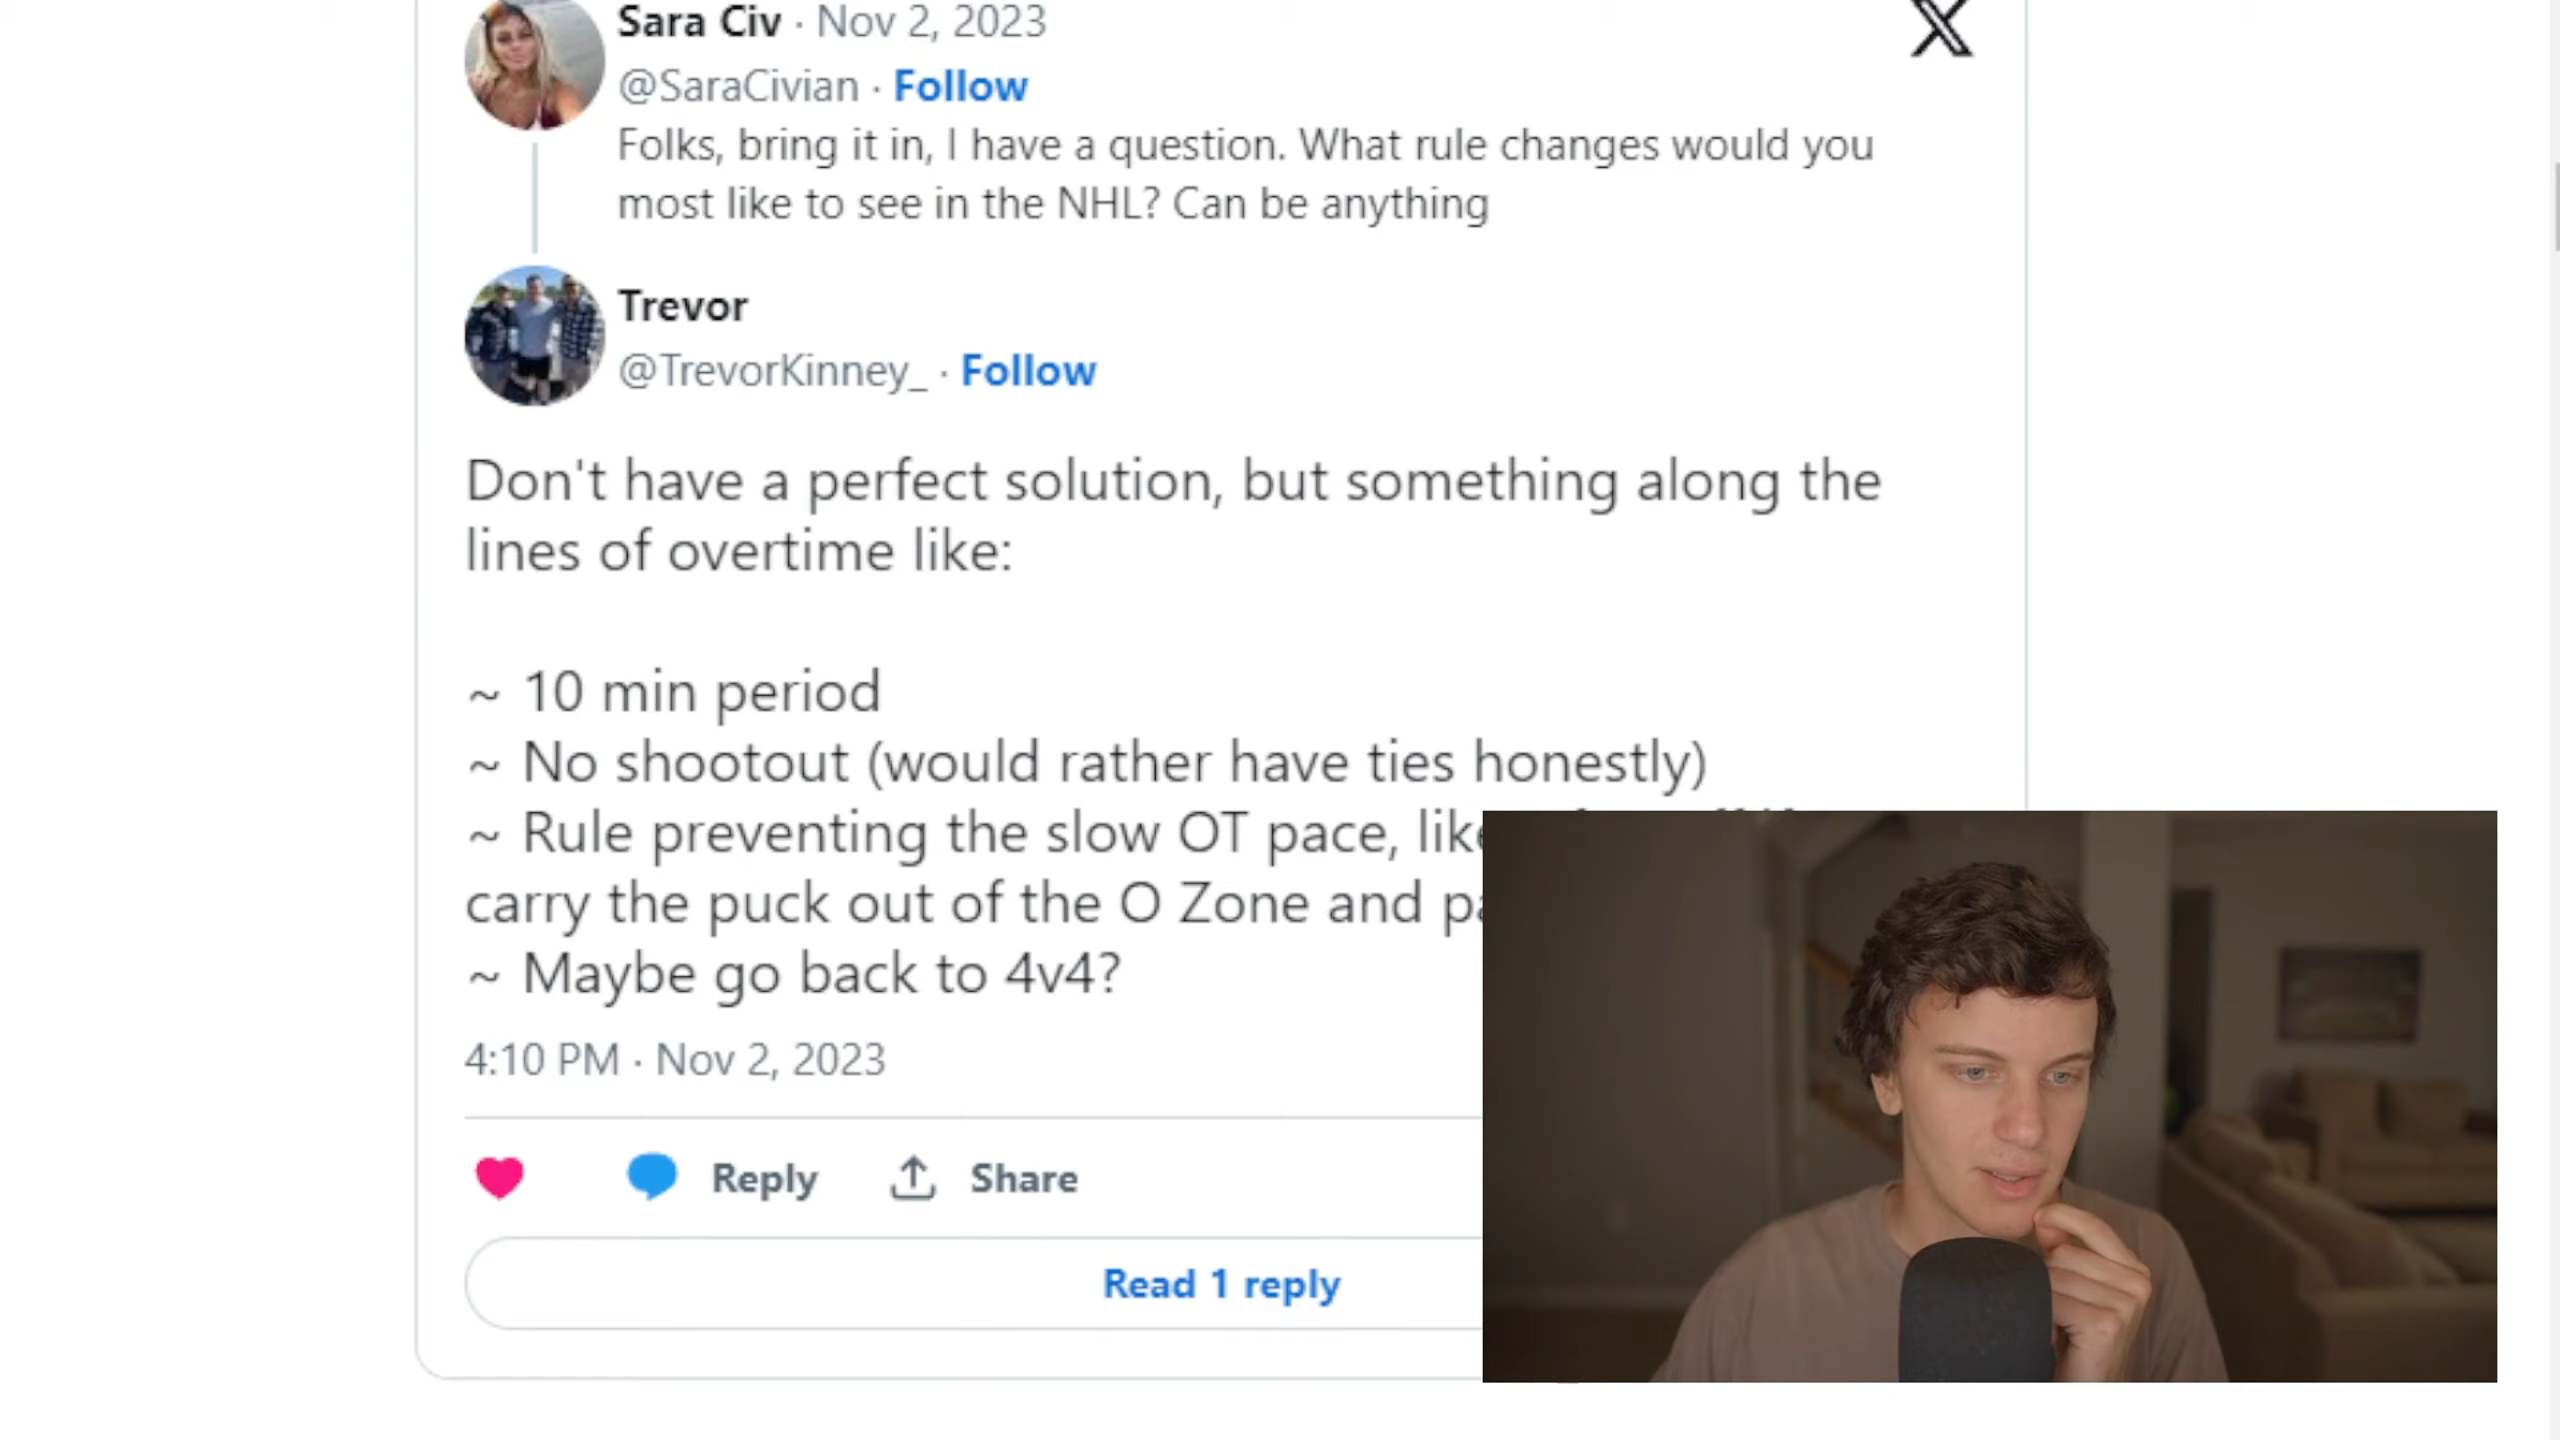 Sara Civ · Nov 2, 2023
@SaraCivian · Follow
Folks, bring it in, I have a question. What rule changes would you
most like to see in the NHL? Can be anything
Trevor
@TrevorKinney_ · Follow
Don't have a perfect solution, but something along the
lines of overtime like:
~ 10 min period
~ No shootout (would rather have ties honestly)
~ Rule preventing the slow OT pace, like
carry the puck out of the O Zone and
~ Maybe go back to 4v4?
4:10 PM · Nov 2, 2023
Reply
Share
Read 1 reply